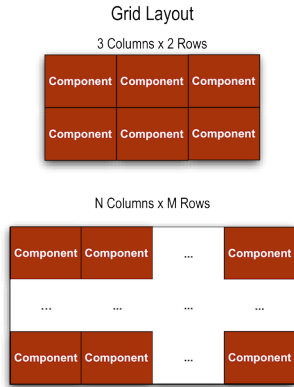 Grid Layout
3 Columns x 2 Rows
Component Component Component
Component Component Component
N Columns x M Rows
Component Component ... Component
... ... ... ...
Component Component ... Component